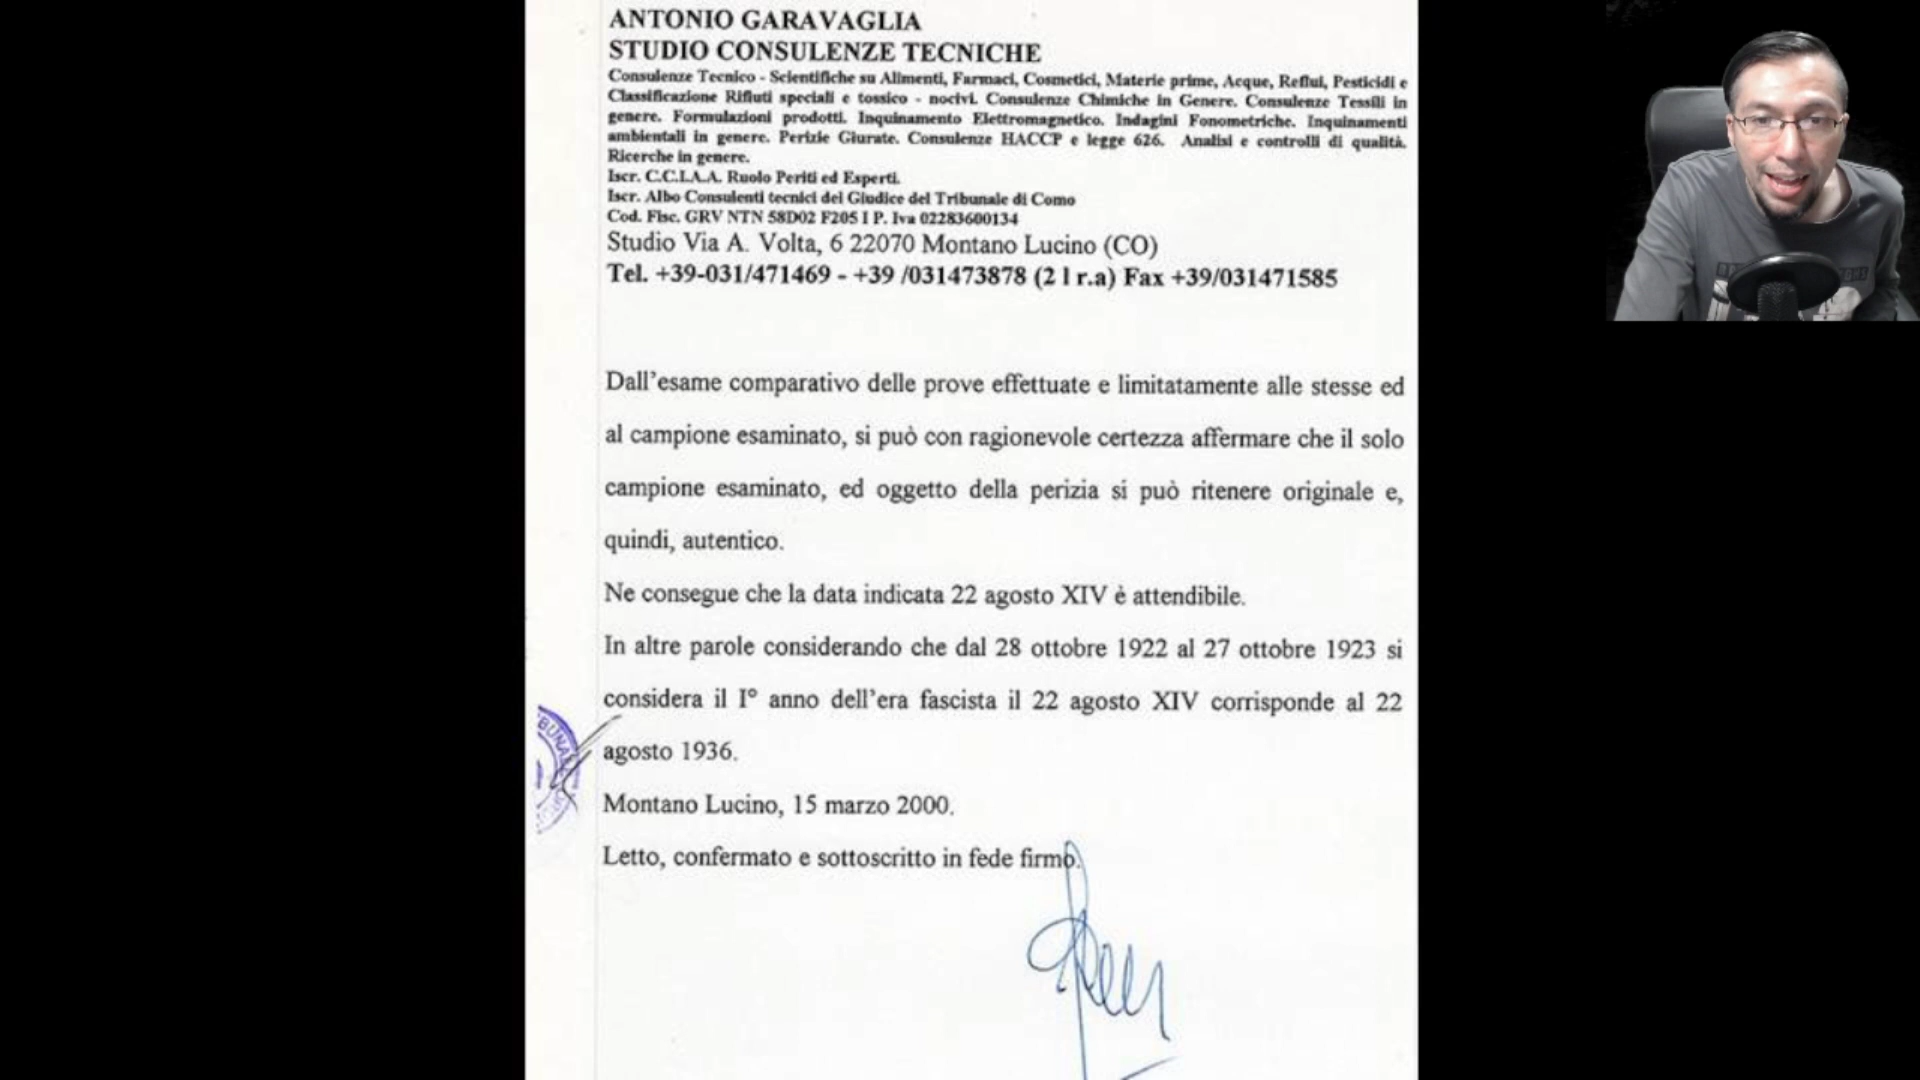 ANTONIO GARAVAGLIA
STUDIO CONSULENZE TECNICHE
Consulenze Tecnico - Scientifiche su Alimenti, Farmaci, Cosmetici, Materie prime, Acque, Reflui, Pesticidi e
Classificazione Rifiuti speciali e tossico - nocivi. Consulenze Chimiche in Genere. Consulenze Tessili in
genere. Formulazioni prodotti. Inquinamento Elettromagnetico. Indagini Fonometriche. Inquinamenti
ambientali in genere. Perizie Giurate. Consulenze HACCP e legge 626. Analisi e controlli di qualità.
Ricerche in genere.
Iscr. C.C.I.A.A. Ruolo Periti ed Esperti.
Iscr. Albo Consulenti tecnici del Giudice del Tribunale di Como
Cod. Fisc. GRV NTN 58D02 F205 I P. Iva 02283600134
Studio Via A. Volta, 6 22070 Montano Lucino (CO)
Tel. +39-031/471469 - +39 /031473878 (2 l r.a) Fax +39/031471585
Dall'esame comparativo delle prove effettuate e limitatamente alle stesse ed
al campione esaminato, si può con ragionevole certezza affermare che il solo
campione esaminato, ed oggetto della perizia si può ritenere originale e,
quindi, autentico.
Ne consegue che la data indicata 22 agosto XIV è attendibile.
In altre parole considerando che dal 28 ottobre 1922 al 27 ottobre 1923 si
considera il I° anno dell'era fascista il 22 agosto XIV corrisponde al 22
agosto 1936.
Montano Lucino, 15 marzo 2000.
Letto, confermato e sottoscritto in fede firmo.